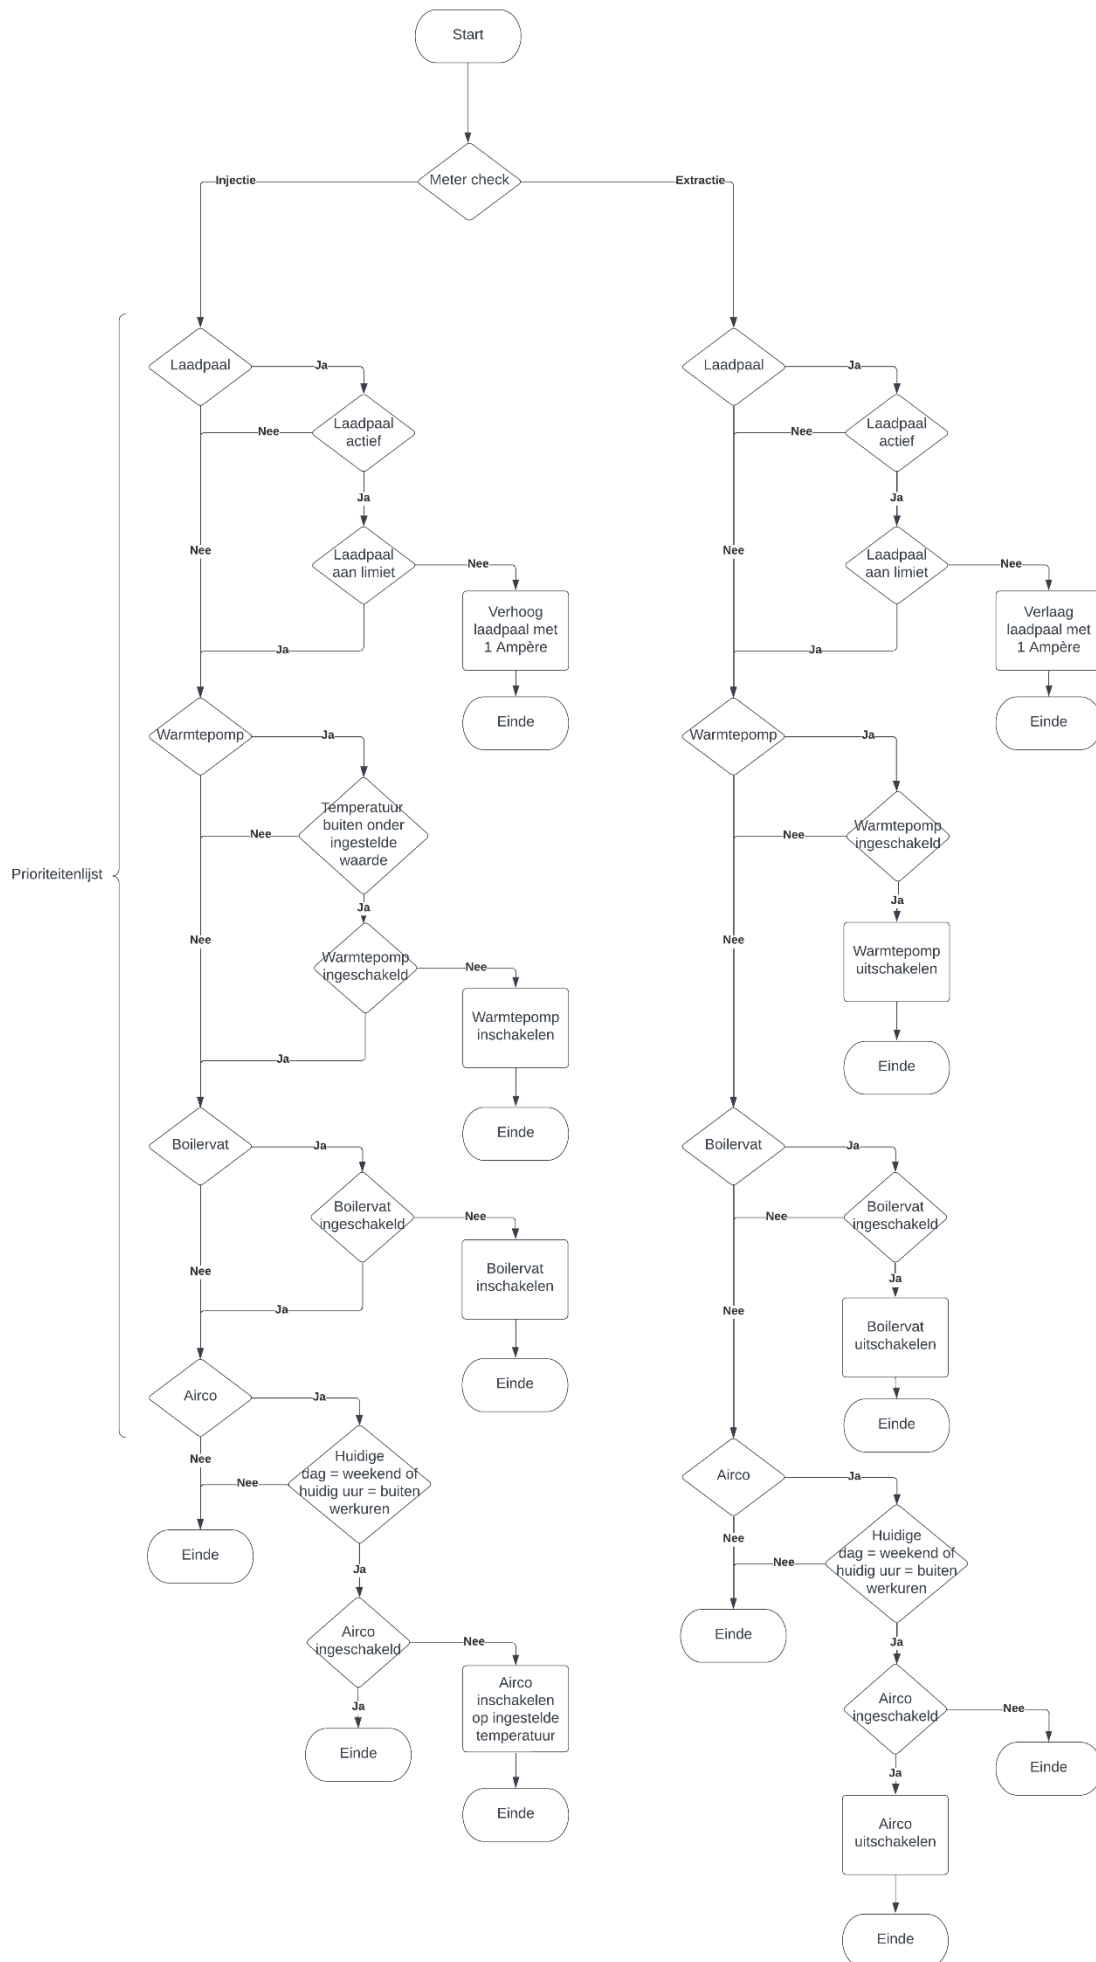 Start
Meter check
Injectie
Extractie
Prioriteitenlijst
Laadpaal
Ja
Laadpaal
actief
Nee
Ja
Nee
Laadpaal
aan limiet
Nee
Verhoog
laadpaal met
1 Ampère
Ja
Einde
Warmtepomp
Ja
Temperatuur
buiten onder
ingestelde
waarde
Nee
Ja
Nee
Warmtepomp
ingeschakeld
Nee
Warmtepomp
inschakelen
Ja
Einde
Boilervat
Ja
Boilervat
ingeschakeld
Nee
Boilervat
inschakelen
Nee
Ja
Einde
Airco
Ja
Nee
Huidige
dag = weekend of
huidig uur = buiten
werkuren
Nee
Einde
Ja
Airco
ingeschakeld
Nee
Airco
inschakelen
op ingestelde
temperatuur
Ja
Einde
Einde
Laadpaal
Ja
Laadpaal
actief
Nee
Ja
Nee
Laadpaal
aan limiet
Nee
Verlaag
laadpaal met
1 Ampère
Ja
Einde
Warmtepomp
Ja
Warmtepomp
ingeschakeld
Nee
Ja
Nee
Warmtepomp
uitschakelen
Einde
Boilervat
Ja
Boilervat
ingeschakeld
Nee
Ja
Nee
Boilervat
uitschakelen
Einde
Airco
Ja
Nee
Huidige
dag = weekend of
huidig uur = buiten
werkuren
Nee
Einde
Ja
Airco
ingeschakeld
Nee
Einde
Ja
Airco
uitschakelen
Einde